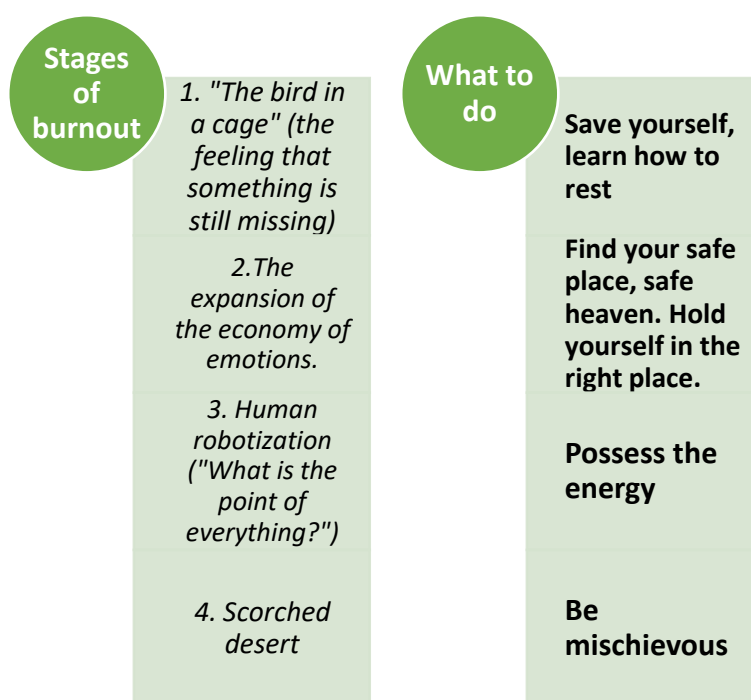 Stages
of
burnout
1. "The bird in
a cage" (the
feeling that
something is
still missing)
2.The
expansion of
the economy of
emotions.
3. Human
robotization
("What is the
point of
everything?")
4. Scorched
desert
What to
do
Save yourself,
learn how to
rest
Find your safe
place, safe
heaven. Hold
yourself in the
right place.
Possess the
energy
Be
mischievous